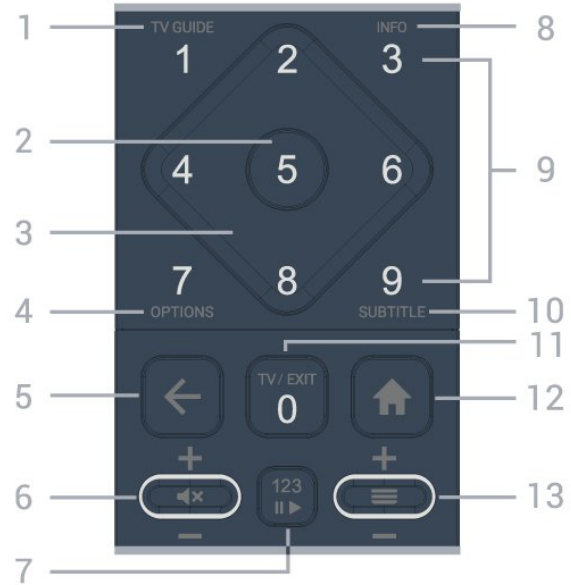 1 TV GUIDE INFO 8
1 2 3
2
4 5 6 9
3
7 8 9
4 OPTIONS SUBTITLE 10
11
TV / EXIT
5 0 12
+ +
6 13
123
- -
7